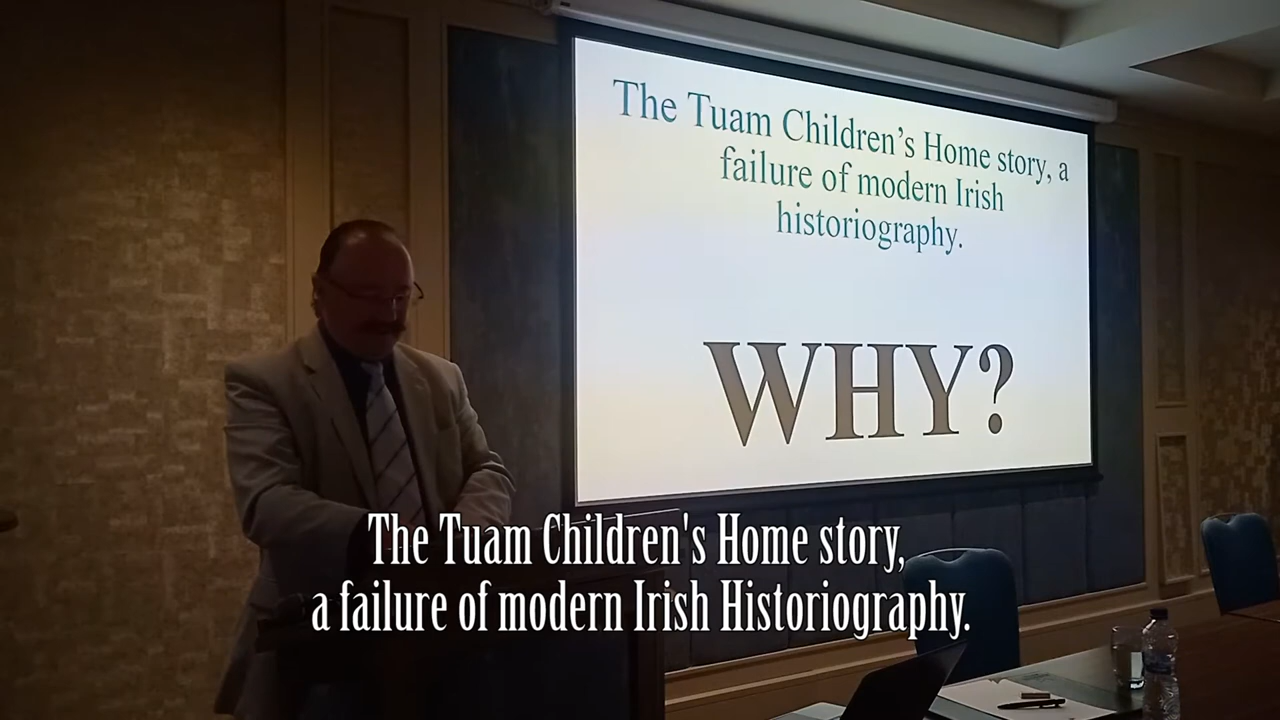 The Tuam Children’s Home story, a
failure of modern Irish
historiography.
WHY?
The Tuam Children's Home story,
a failure of modern Irish Historiography.